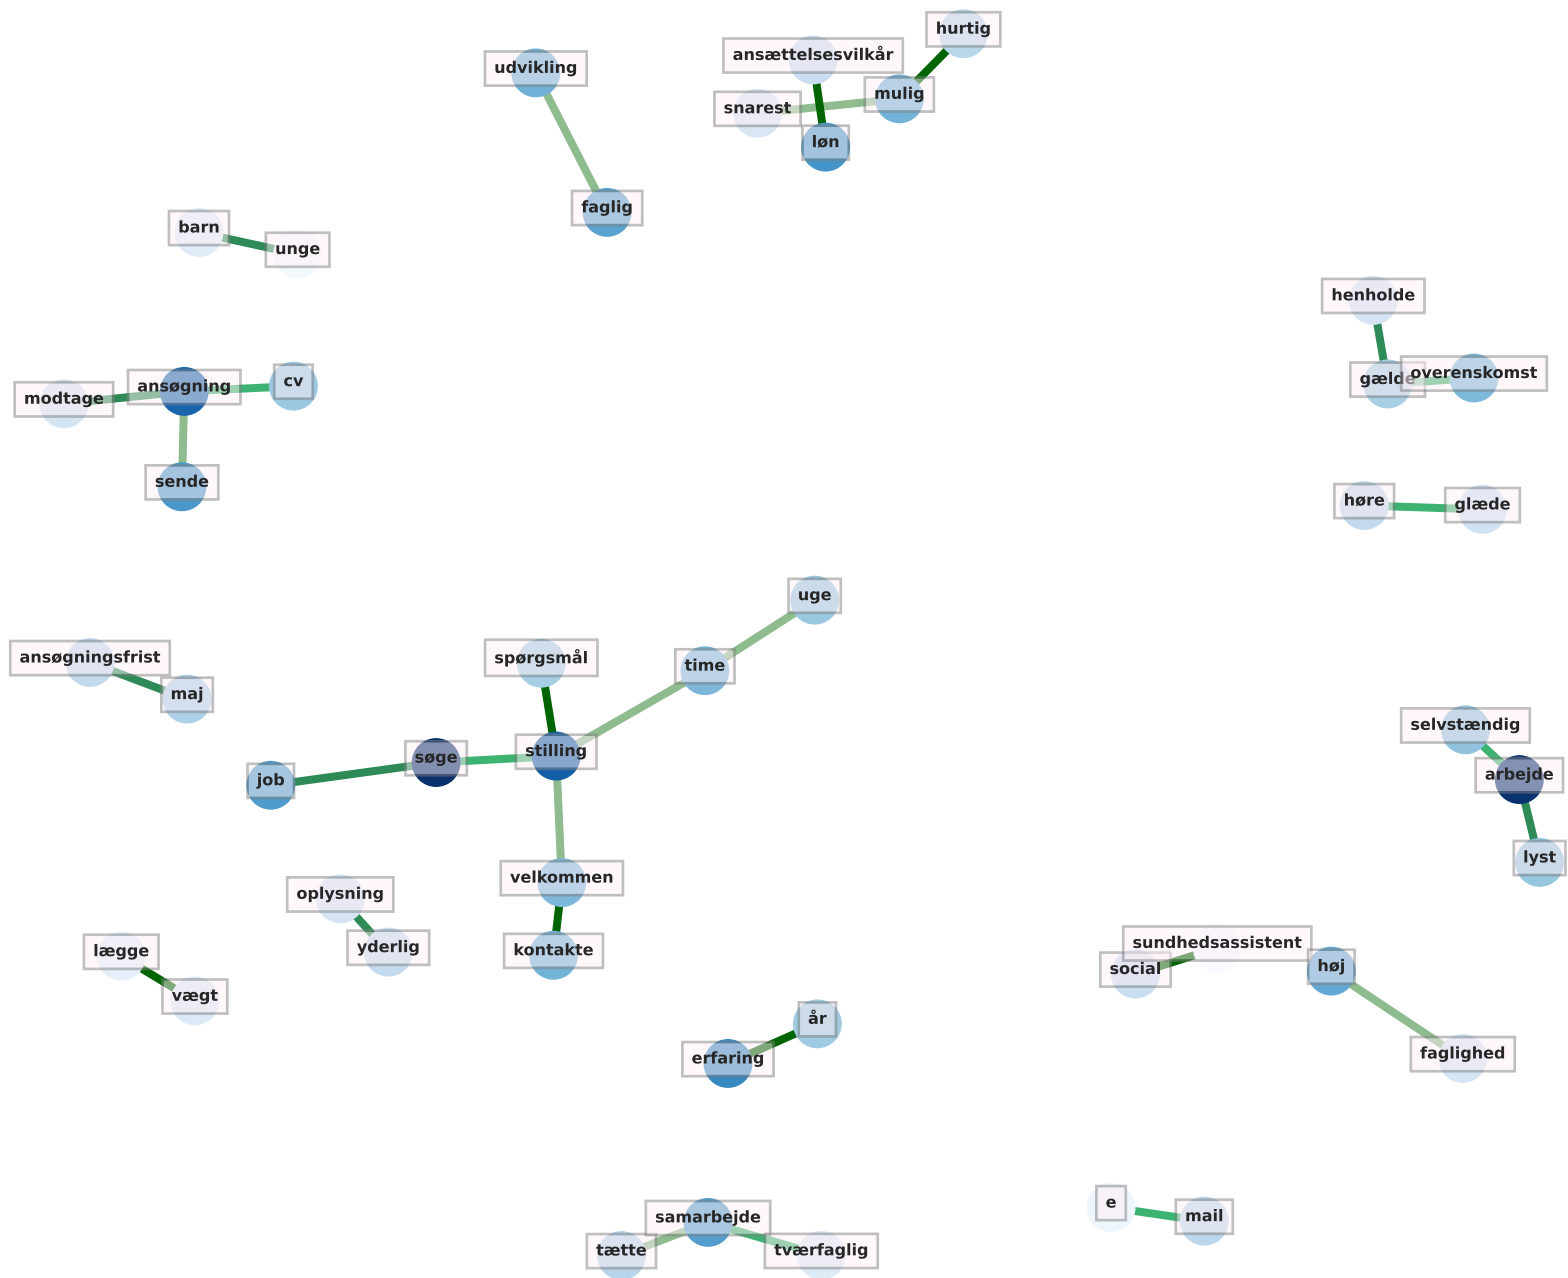 hurtig
ansættelsesvilkår
udvikling
mulig
snarest
løn
faglig
barn
unge
henholde
gælde
overenskomst
ansøgning
cv
modtage
sende
høre
glæde
uge
ansøgningsfrist
spørgsmål
time
maj
selvstændig
stilling
søge
job
arbejde
lyst
velkommen
oplysning
yderlig
kontakte
lægge
vægt
sundhedsassistent
social
høj
år
erfaring
faglighed
e
mail
samarbejde
tætte
tværfaglig